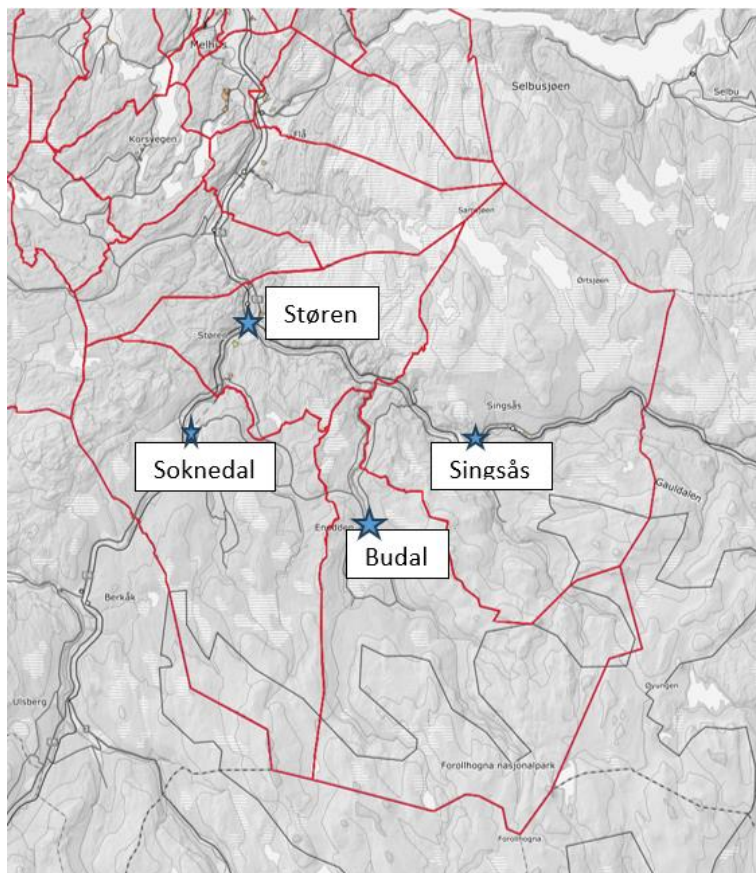 Melhus
Selbusjøen
Selbu
Korsvegen
Flå
Samsjøen
Ørtsjøen
Støren
Støren
Singsås
Soknedal
Singsås
Gauldalen
Enodden
Budal
Berkåk
Ulsberg
Øyungen
Forollhogna nasjonalpark
Forollhogna